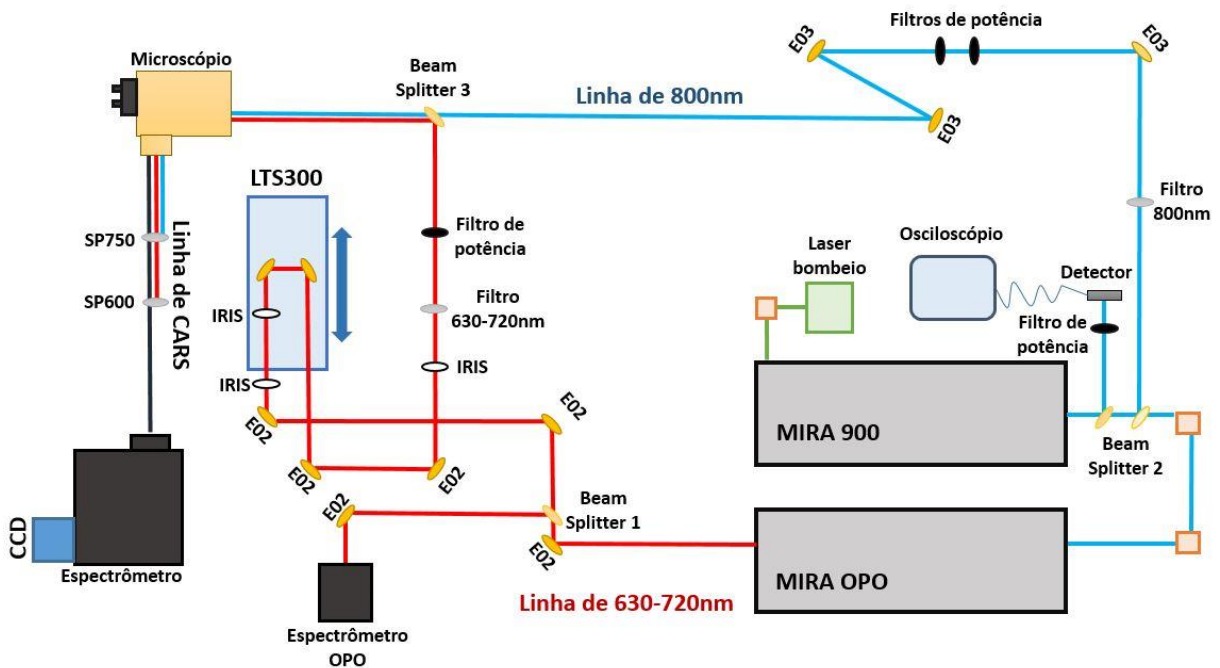 Microscópio
Beam
Splitter 3
Linha de 800nm
E03
Filtros de potência
E03
E03
LTS300
SP750
SP600
Linha de CARS
IRIS
IRIS
Filtro de
potência
Filtro
630-720nm
IRIS
Laser
bombeio
Osciloscópio
Detector
Filtro de
potência
Filtro
800nm
E02
E02
E02
E02
MIRA 900
Beam
Splitter 2
E02
Beam
Splitter 1
E02
MIRA OPO
CCD
Espectrômetro
Linha de 630-720nm
Espectrômetro
OPO